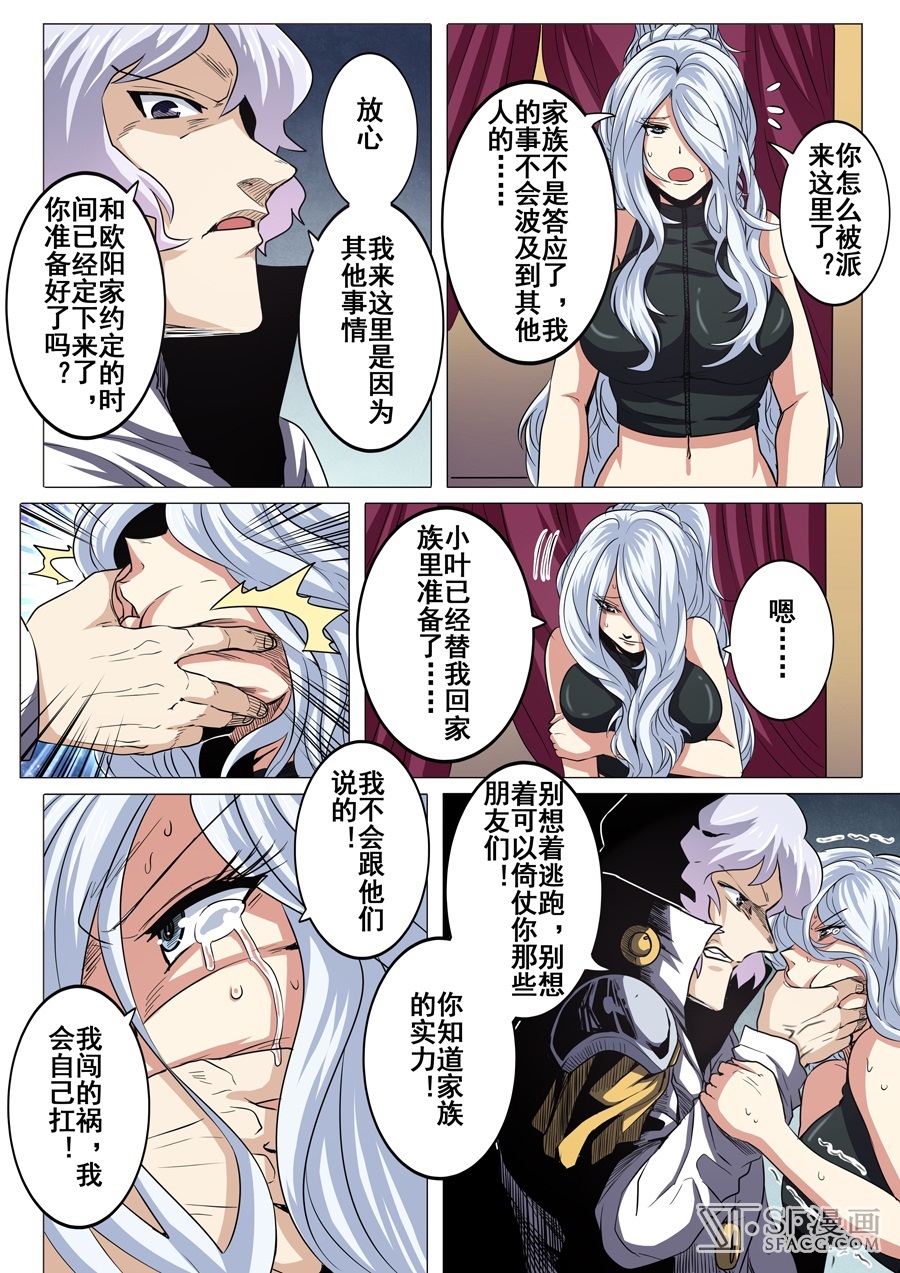 你怎么被派
来这里了？
家族不是答应了，我
的事不会波及到其他
人的……
放心
我来这里是因为
其他事情
和欧阳家约定的时
间已经定下来了，
你准备好了吗？
嗯……
小叶已经替我回家
族里准备了……
别想着逃跑，别想
着可以倚仗你那些
朋友们！
你知道家族
的实力！
我不会跟他们
说的！
我闯的祸，我
会自己扛！
SF漫画
SFACG.COM